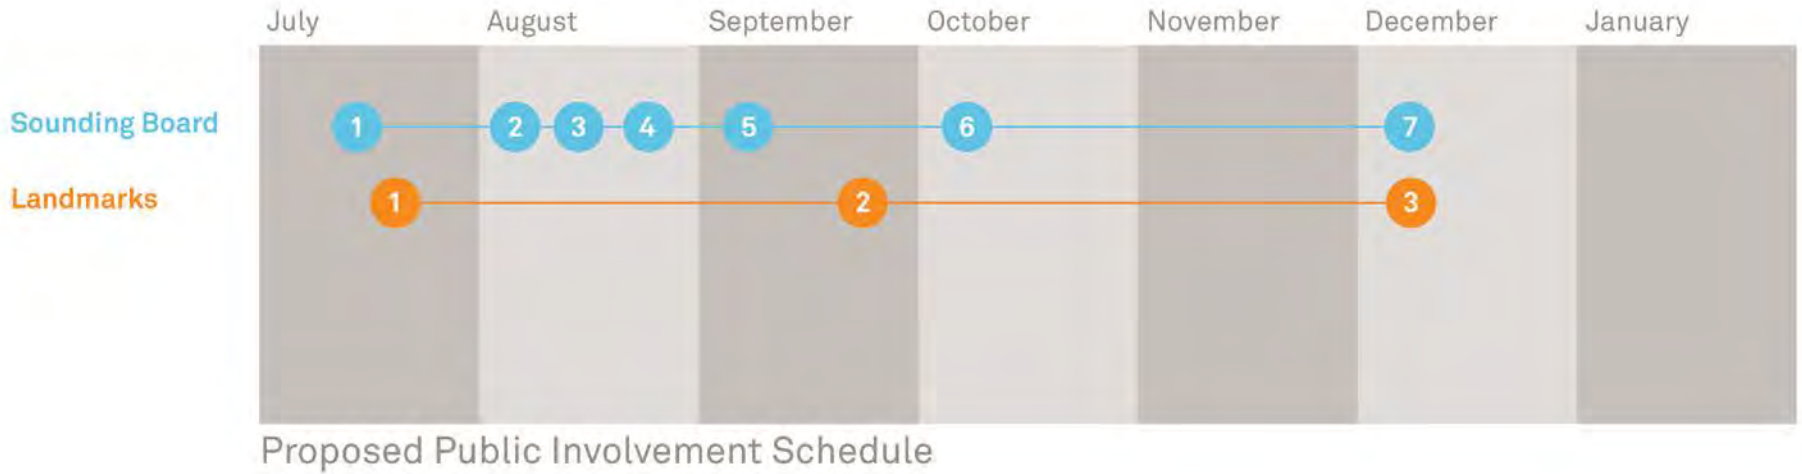 July August September October November December January
Sounding Board 1 2 3 4 5 6 7
Landmarks 1 2 3
Proposed Public Involvement Schedule